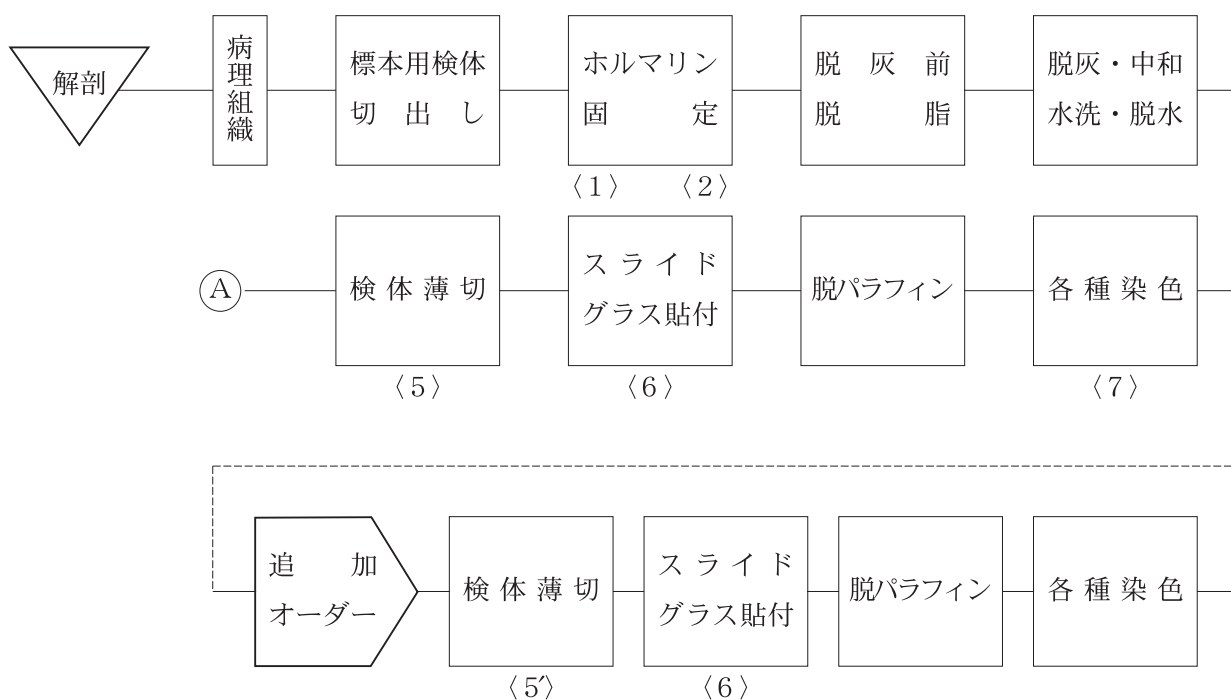 解剖
病理組織
標本用検体
切出し
ホルマリン
固定
脱灰前
脱脂
脱灰・中和
水洗・脱水
〈1〉 〈2〉
A
検体薄切
スライド
グラス貼付
脱パラフィン
各種染色
〈5〉
〈6〉
〈7〉
追加
オーダー
検体薄切
スライド
グラス貼付
脱パラフィン
各種染色
〈5′〉
〈6〉